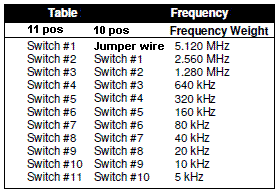 Table Frequency
11 pos 10 pos Frequency Weight
Switch #1 Jumper wire 5.120 MHz
Switch #2 Switch #1 2.560 MHz
Switch #3 Switch #2 1.280 MHz
Switch #4 Switch #3 640 kHz
Switch #5 Switch #4 320 kHz
Switch #6 Switch #5 160 kHz
Switch #7 Switch #6 80 kHz
Switch #8 Switch #7 40 kHz
Switch #9 Switch #8 20 kHz
Switch #10 Switch #9 10 kHz
Switch #11 Switch #10 5 kHz